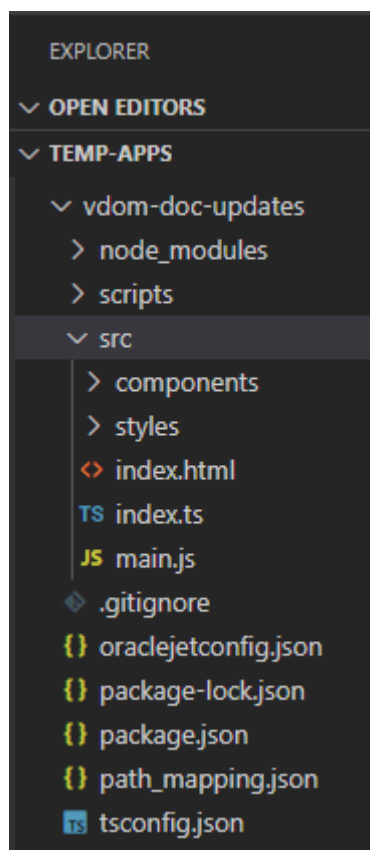 EXPLORER
OPEN EDITORS
TEMP-APPS
vdom-doc-updates
node_modules
scripts
src
components
styles
<> index.html
TS index.ts
JS main.js
.gitignore
{} oraclejetconfig.json
{} package-lock.json
{} package.json
{} path_mapping.json
TS tsconfig.json